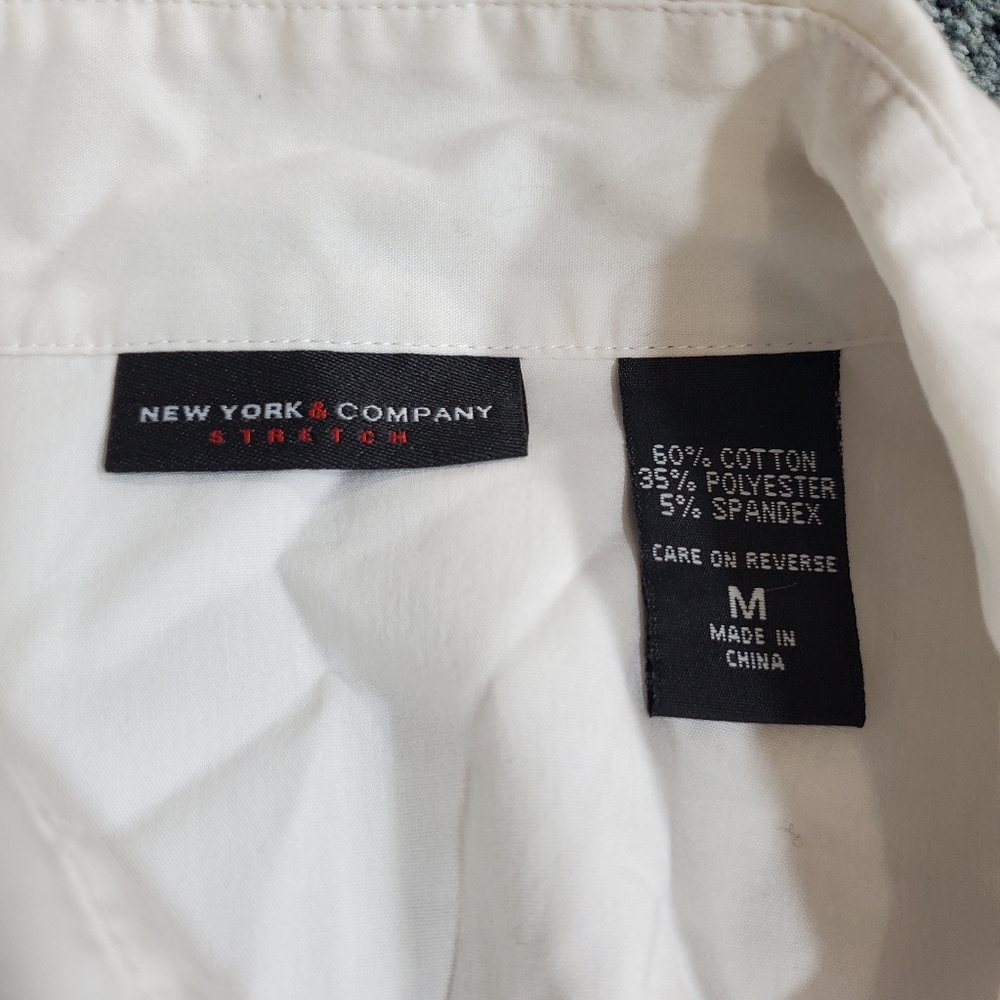 NEW YORK & COMPANY
STRETCH
60% COTTON
35% POLYESTER
5% SPANDEX
CARE ON REVERSE
M
MADE IN
CHINA